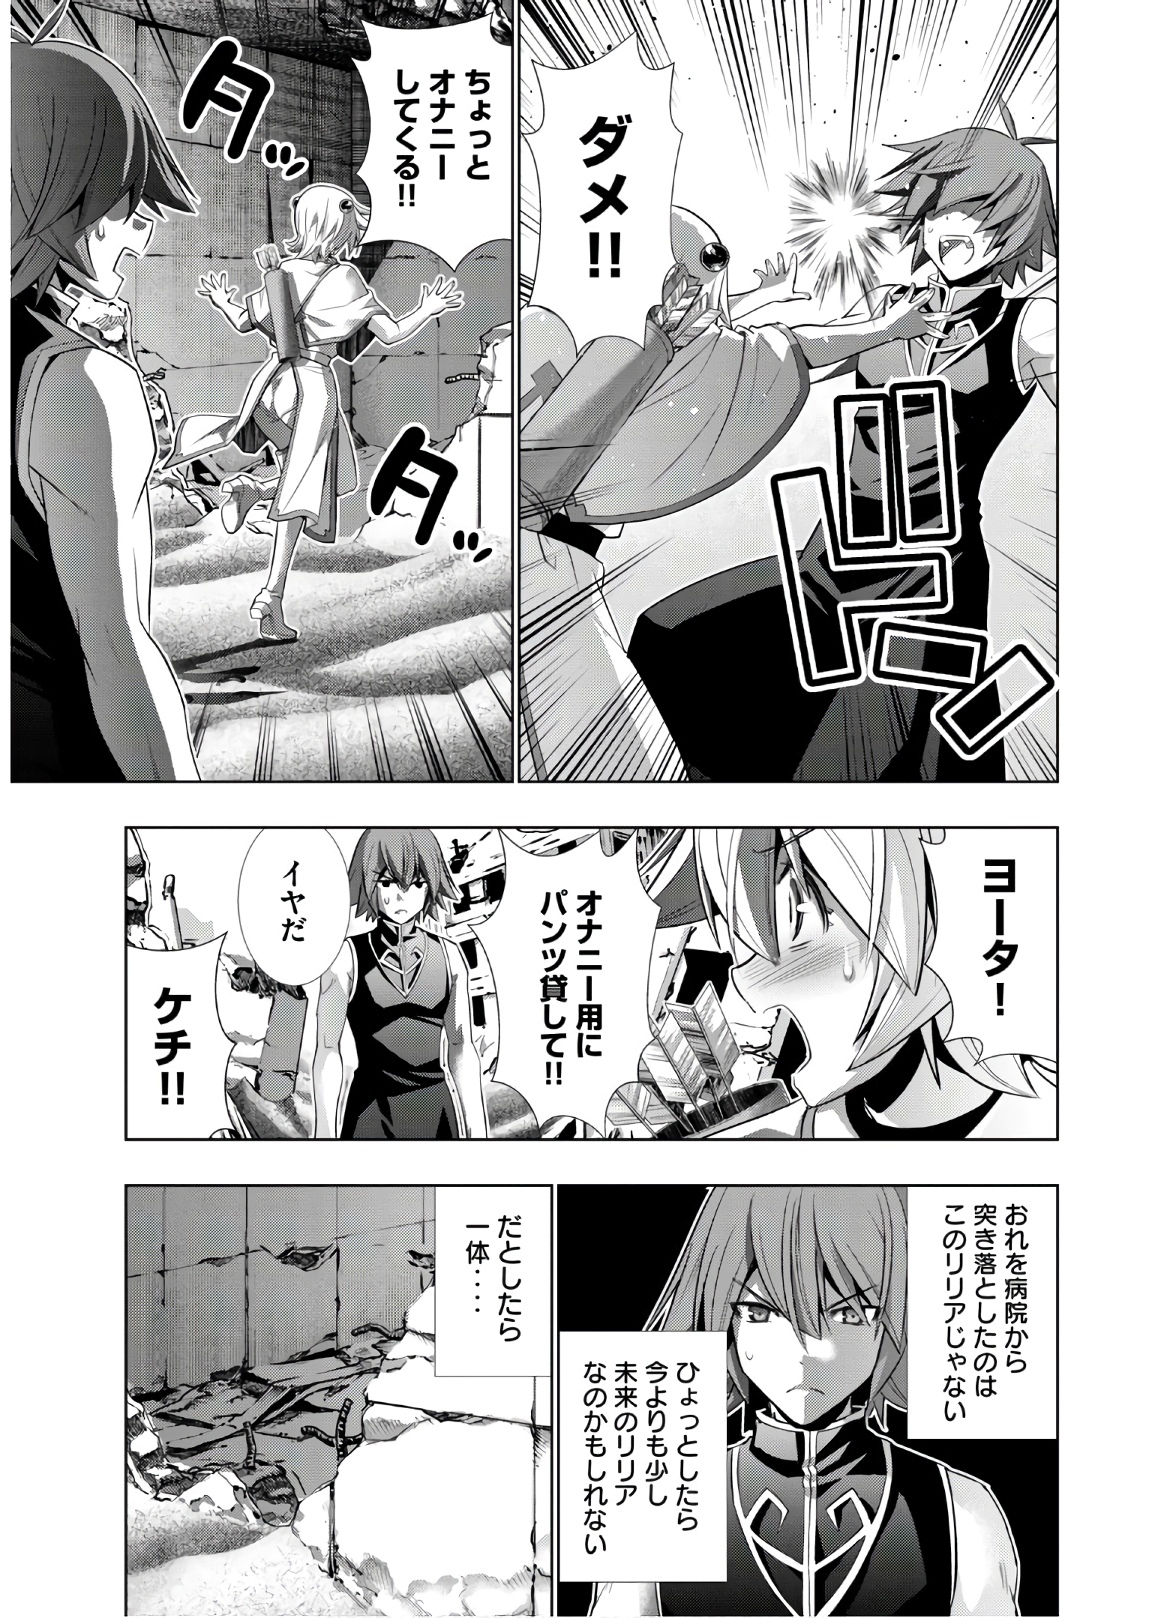 ダメ!!
ドン
ちょっと
オナニー
してくる!!
タッ
タッ
ヨータ!
オナニー用に
パンツ貸して!!
イヤだ
ケチ!!
おれを病院から
突き落としたのは
このリリアじゃない
ひょっとしたら
今よりも少し
未来のリリア
なのかもしれない
だとしたら
一体‥‥